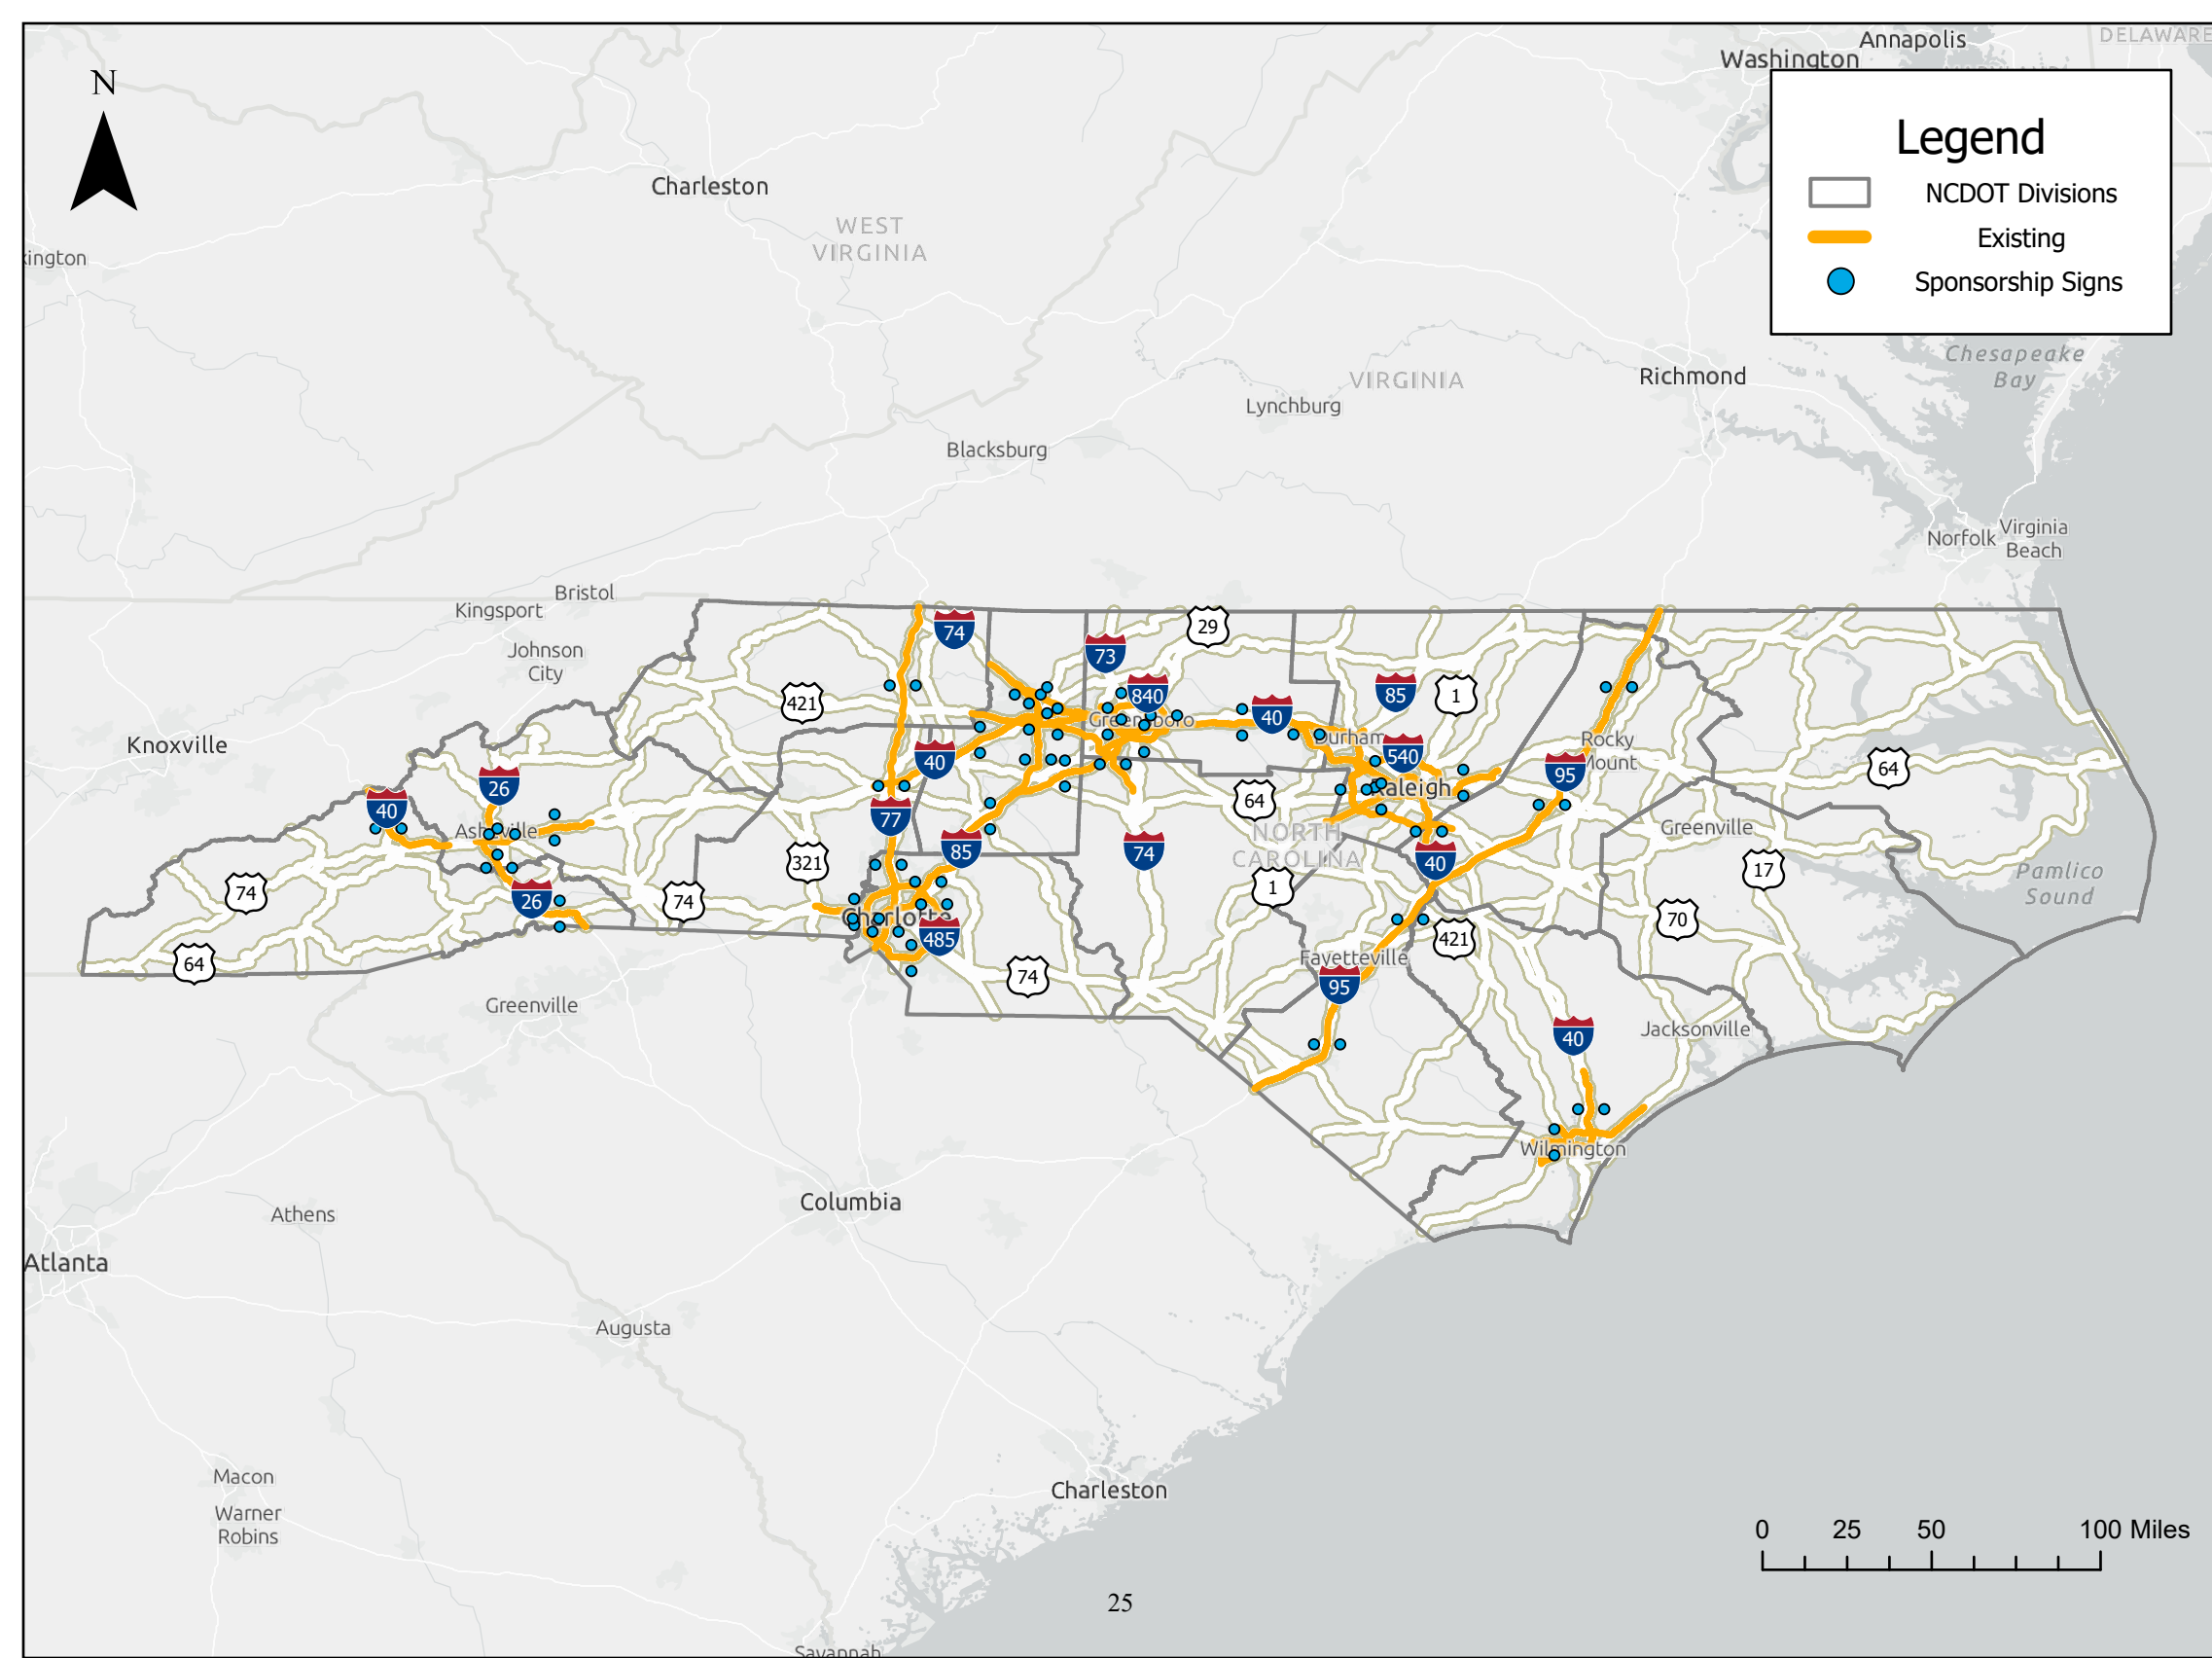 Annapolis
DELAWARE
Washington
N
Legend
NCDOT Divisions
Existing
Sponsorship Signs
Charleston
WEST
VIRGINIA
Chesapeake
Bay
VIRGINIA
Richmond
Lynchburg
Blacksburg
Norfolk
Virginia
Beach
Bristol
Kingsport
Johnson
City
74
29
73
421
840
40
85
1
Greensboro
Knoxville
Durham
Rocky
Mount
40
540
95
64
26
40
Raleigh
64
77
Asheville
NORTH
CAROLINA
Greenville
321
85
74
40
17
Pamlico
Sound
74
74
1
26
Charlotte
70
485
421
64
Fayetteville
74
95
Greenville
40
Jacksonville
Wilmington
Columbia
Athens
Atlanta
Augusta
Macon
Charleston
Warner
Robins
0 25 50 100 Miles
25
Savannah